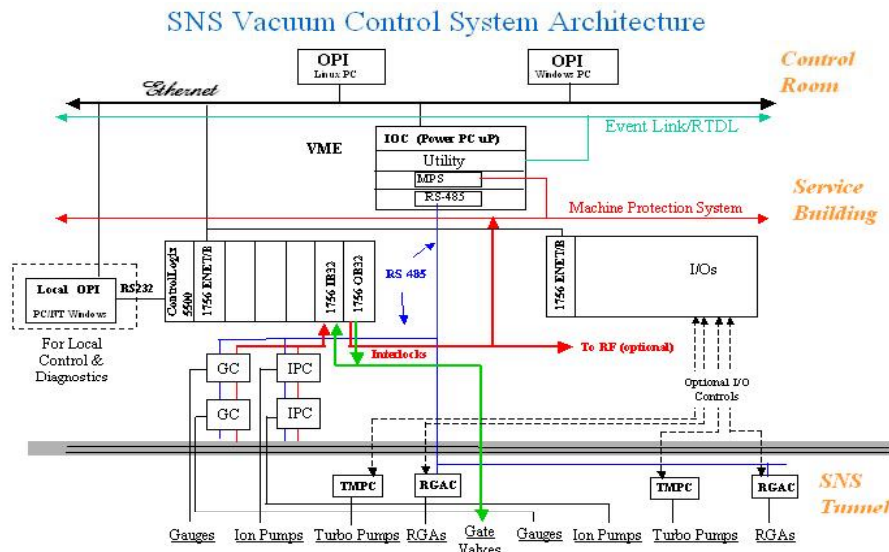 SNS Vacuum Control System Architecture
OPI
Linux PC
OPI
Windows PC
Control
Room
Ethernet
Event Link/RTDL
VME
IOC (Power PC uP)
Utility
MPS
RS-485
Service
Building
Machine Protection System
Local OPI
PC/NT Windows
RS232
ControlLogix
5500
1756 ENET/B
1756 IB32
1756 OB32
RS 485
1756 ENET/B
I/Os
For Local
Control &
Diagnostics
Interlocks
To RF (optional)
GC
IPC
GC
IPC
Optional I/O
Controls
TMPC
RGAC
TMPC
RGAC
SNS
Tunnel
Gauges
Ion Pumps
Turbo Pumps
RGAs
Gate
Valves
Gauges
Ion Pumps
Turbo Pumps
RGAs